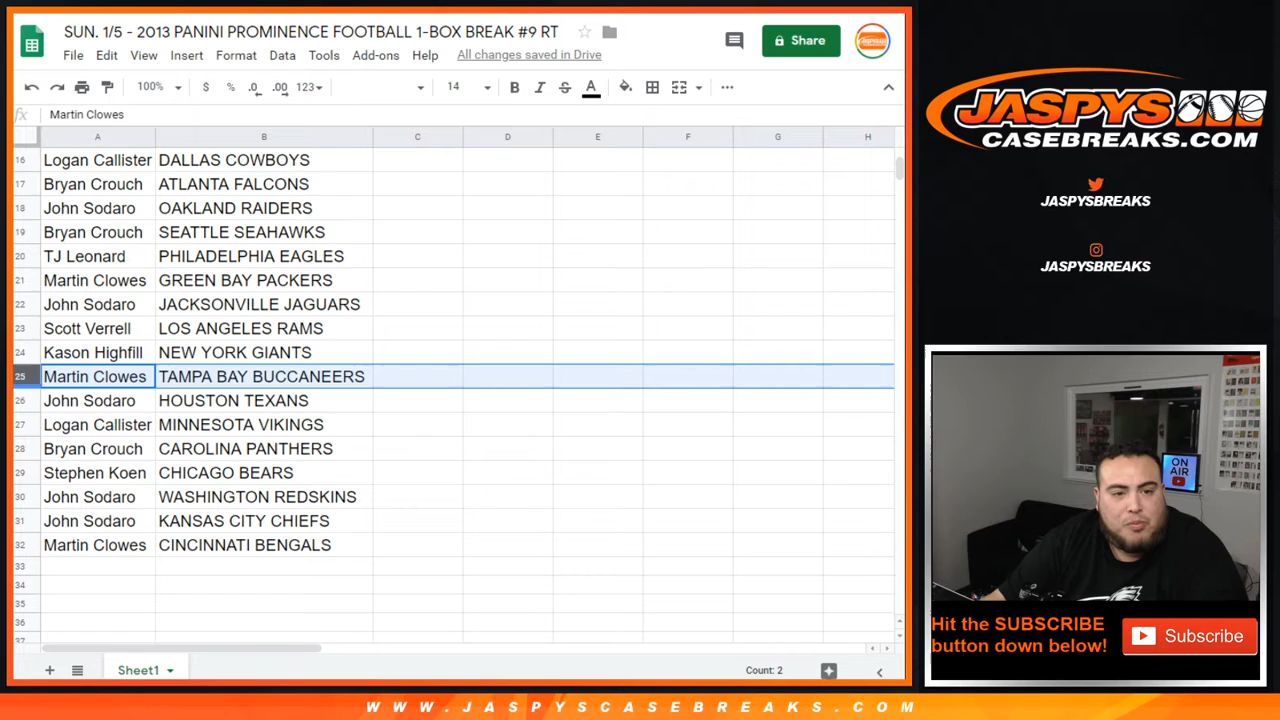 SUN. 1/5 - 2013 PANINI PROMINENCE FOOTBALL 1-BOX BREAK #9 RT
File Edit View Insert Format Data Tools Add-ons Help All changes saved in Drive
Share
100% $ % .0 .00 123 14 B I S A
fx Martin Clowes
A B C D E F G H
16 Logan Callister DALLAS COWBOYS
17 Bryan Crouch ATLANTA FALCONS
18 John Sodaro OAKLAND RAIDERS
19 Bryan Crouch SEATTLE SEAHAWKS
20 TJ Leonard PHILADELPHIA EAGLES
21 Martin Clowes GREEN BAY PACKERS
22 John Sodaro JACKSONVILLE JAGUARS
23 Scott Verrell LOS ANGELES RAMS
24 Kason Highfill NEW YORK GIANTS
25 Martin Clowes TAMPA BAY BUCCANEERS
26 John Sodaro HOUSTON TEXANS
27 Logan Callister MINNESOTA VIKINGS
28 Bryan Crouch CAROLINA PANTHERS
29 Stephen Koen CHICAGO BEARS
30 John Sodaro WASHINGTON REDSKINS
31 John Sodaro KANSAS CITY CHIEFS
32 Martin Clowes CINCINNATI BENGALS
33
34
35
36
37
Sheet1
Count: 2
JASPYS
CASEBREAKS.COM
JASPYSBREAKS
JASPYSBREAKS
ON
AIR
Hit the SUBSCRIBE
button down below!
Subscribe
WWW.JASPYSCASEBREAKS.COM